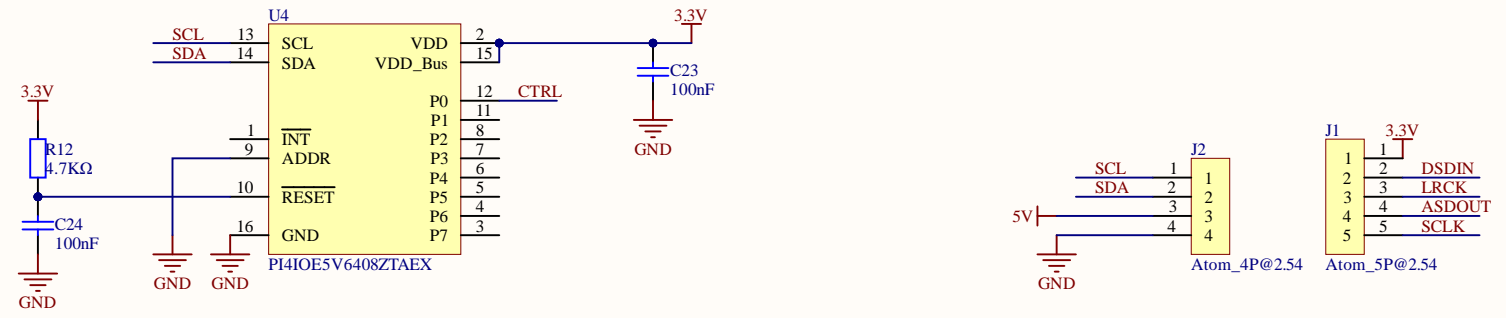 U4
SCL 13 SCL
SDA 14 SDA
VDD 2
VDD_Bus 15
3.3V
C23
100nF
GND
P0 12 CTRL
P1 11
P2 8
P3 7
P4 6
P5 5
P6 4
P7 3
1 INT
9 ADDR
10 RESET
16 GND
PI4IOE5V6408ZTAEX
3.3V
R12
4.7KΩ
C24
100nF
GND
GND
GND
J2
SCL 1 1
SDA 2 2
5V 3 3
4 4
GND
Atom_4P@2.54
J1
3.3V
1 1
2 2 DSDIN
3 3 LRCK
4 4 ASDOUT
5 5 SCLK
Atom_5P@2.54